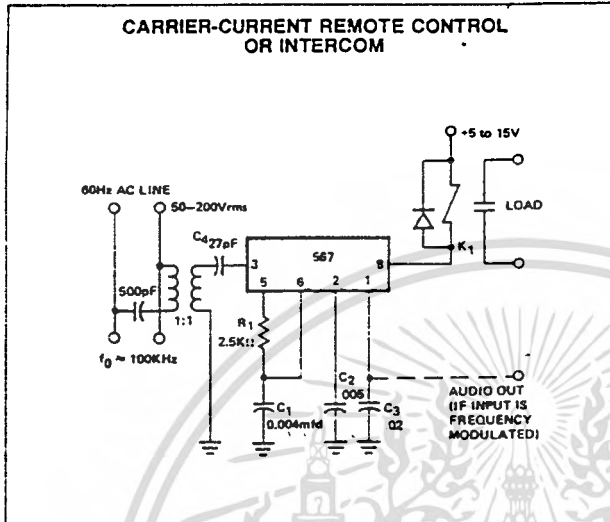 CARRIER-CURRENT REMOTE CONTROL
OR INTERCOM
+5 to 15V
60Hz AC LINE
50–200Vrms
LOAD
C4 27pF
567
3
8
K1
5
6
2
1
500pF
1:1
R1
2.5KΩ
f0 ≈ 100KHz
C1
0.004mfd
C2
.005
C3
.02
AUDIO OUT
(IF INPUT IS
FREQUENCY
MODULATED)